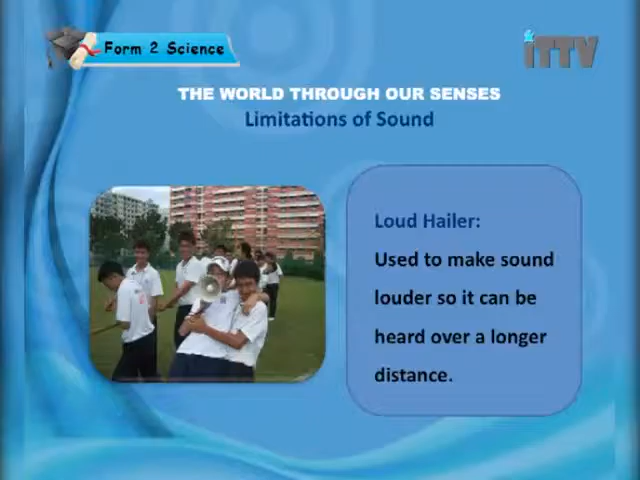 Form 2 Science
iTTV
THE WORLD THROUGH OUR SENSES
Limitations of Sound
Loud Hailer:
Used to make sound
louder so it can be
heard over a longer
distance.